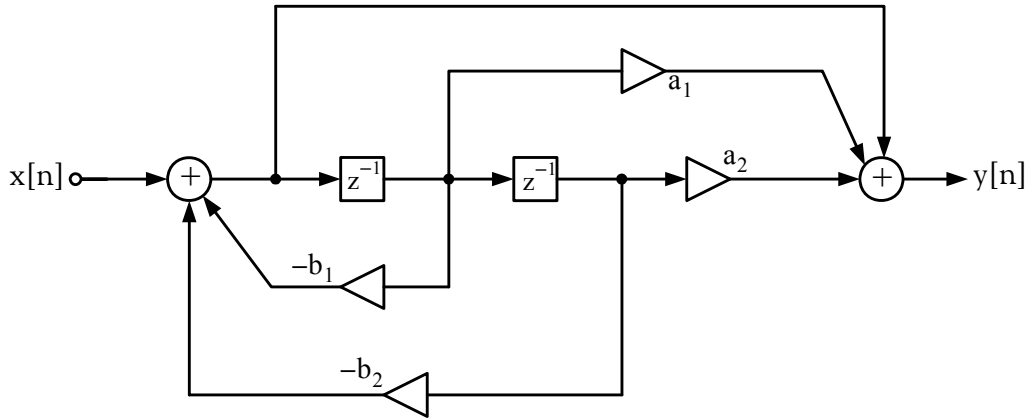 a₁
x[n]
+
z⁻¹
z⁻¹
a₂
+
y[n]
−b₁
−b₂